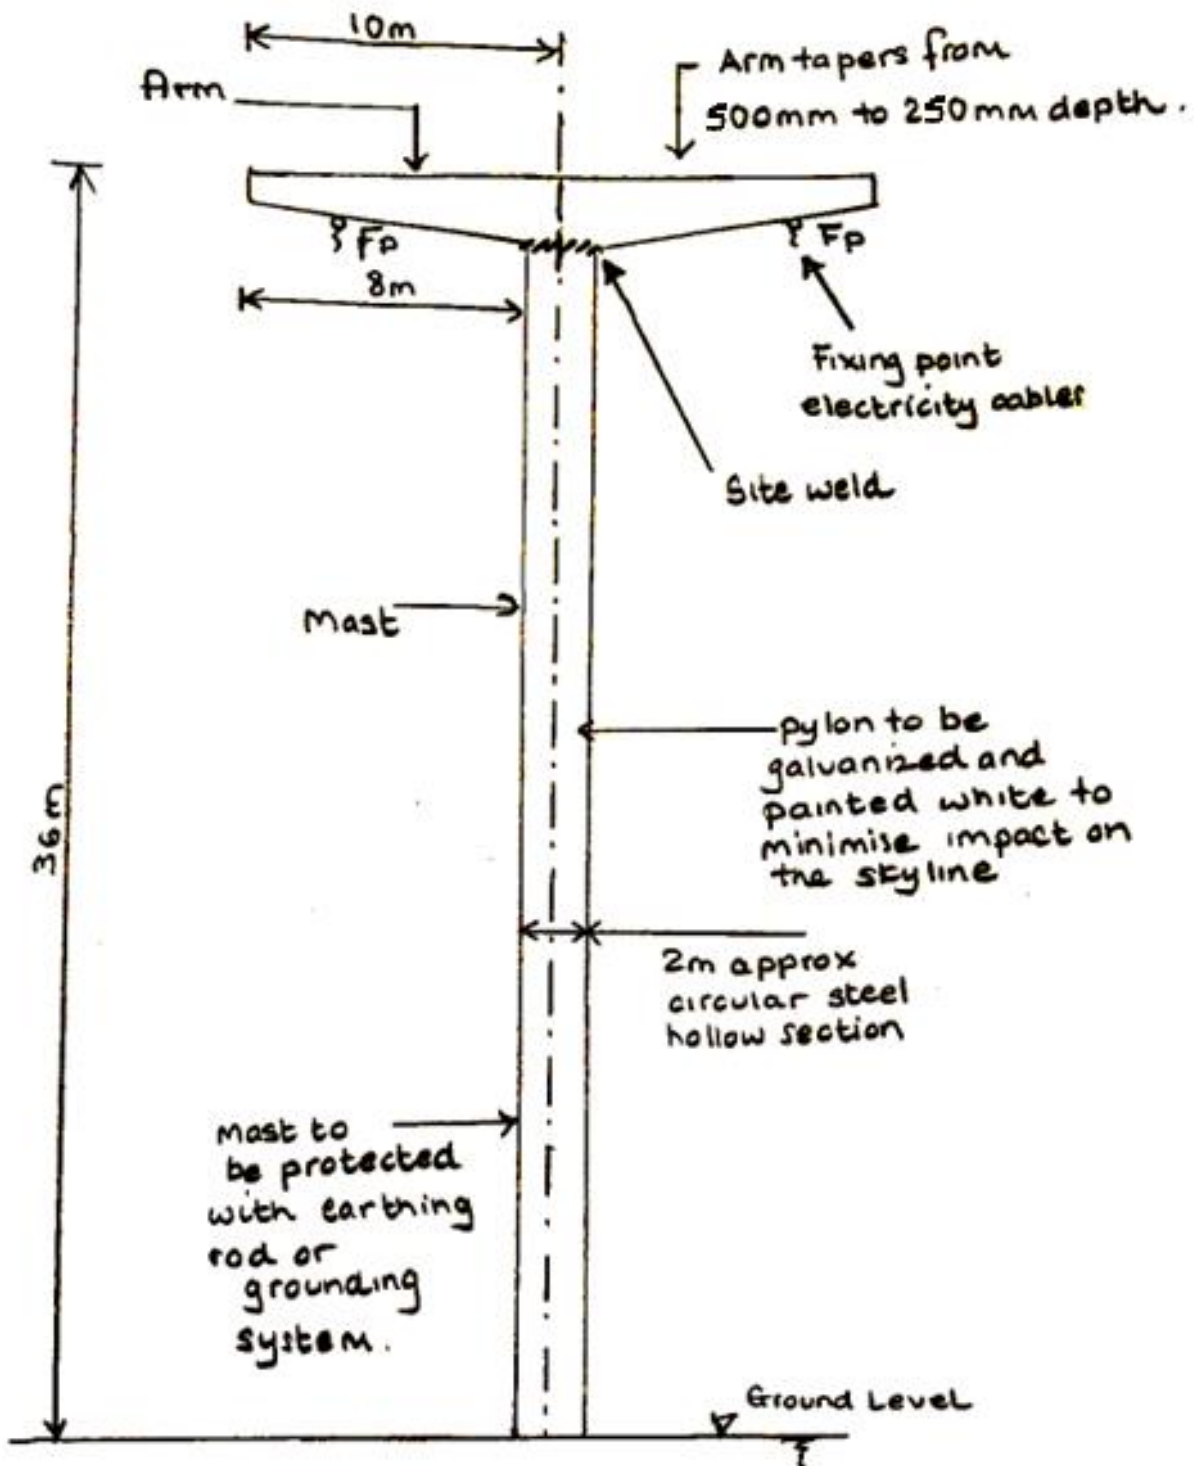 10m
Arm
Arm tapers from
500mm to 250mm depth.
Fp
Fp
8m
Fixing point
electricity cables
Site weld
Mast
36m
pylon to be
galvanized and
painted white to
minimise impact on
the skyline
2m approx
circular steel
hollow section
Mast to
be protected
with earthing
rod or
grounding
system.
Ground Level